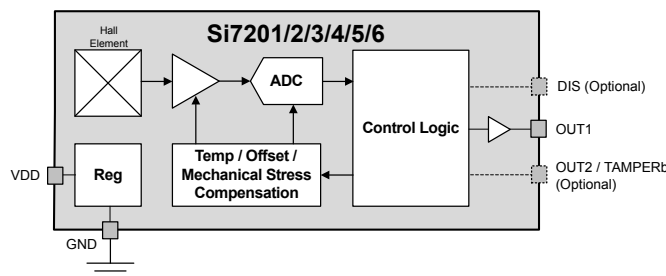 Si7201/2/3/4/5/6
Hall
Element
ADC
Control Logic
DIS (Optional)
OUT1
OUT2 / TAMPERb
(Optional)
Temp / Offset /
Mechanical Stress
Compensation
VDD
Reg
GND